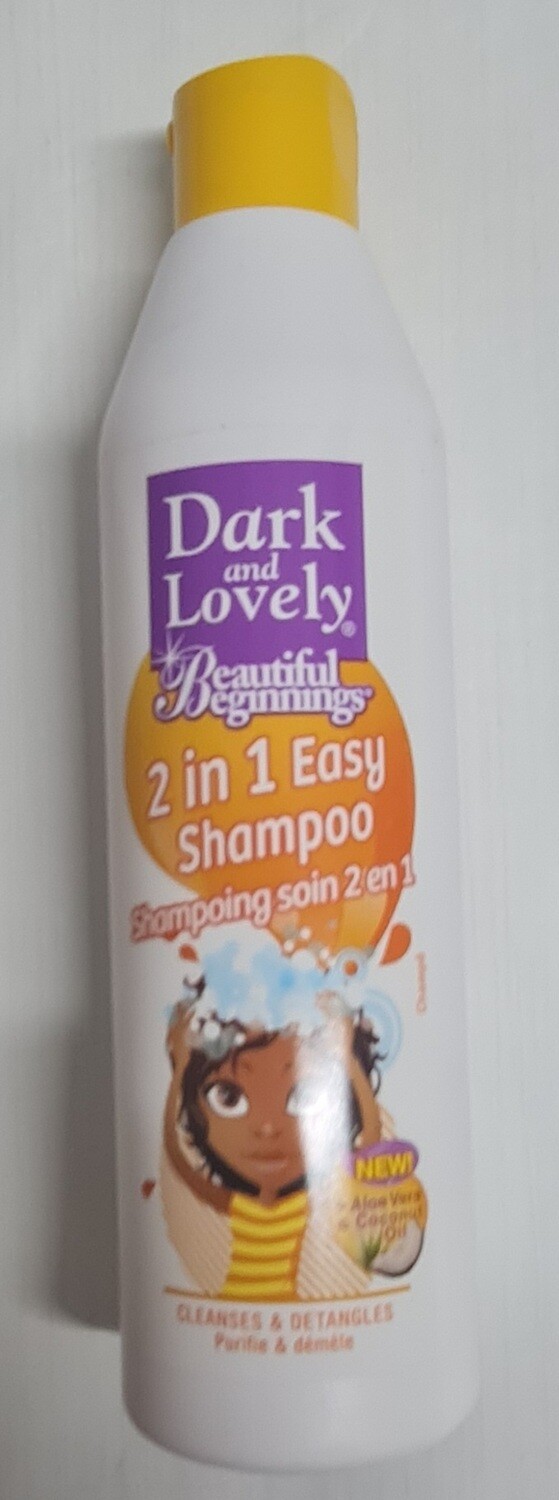 Dark
and
Lovely®
Beautiful
Beginnings®
2 in 1 Easy
Shampoo
Shampoing soin 2 en 1
NEW!
Aloe Vera
Coconut
Oil
CLEANSES & DETANGLES
Purifie & démêle